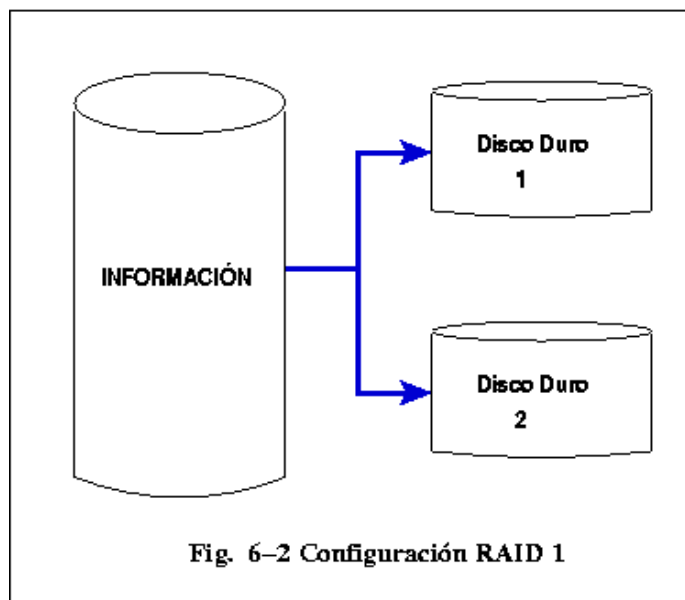 Disco Duro
1
INFORMACIÓN
Disco Duro
2
Fig. 6–2 Configuración RAID 1